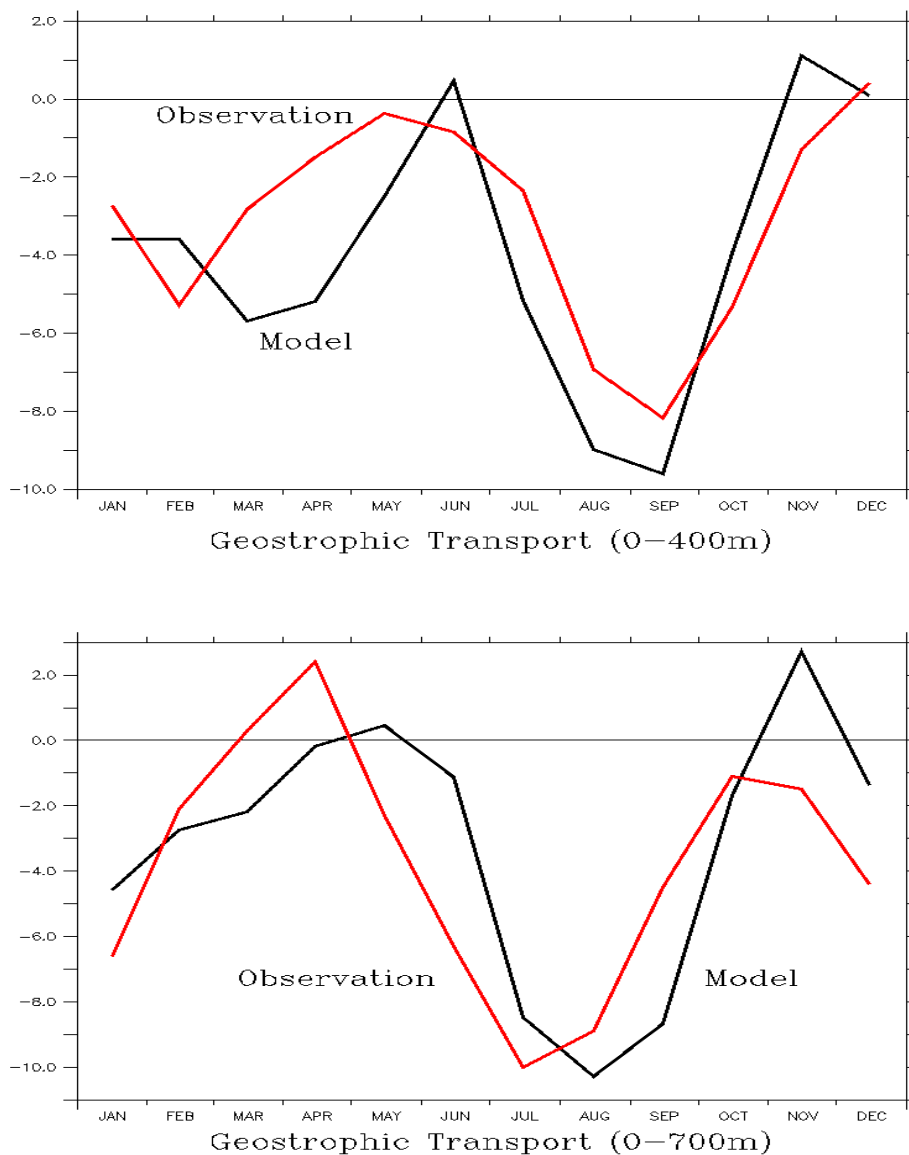 2.0
0.0
Observation
−2.0
−4.0
−6.0
Model
−8.0
−10.0
JAN FEB MAR APR MAY JUN JUL AUG SEP OCT NOV DEC
Geostrophic Transport (0−400m)
2.0
0.0
−2.0
−4.0
−6.0
Observation Model
−8.0
−10.0
JAN FEB MAR APR MAY JUN JUL AUG SEP OCT NOV DEC
Geostrophic Transport (0−700m)